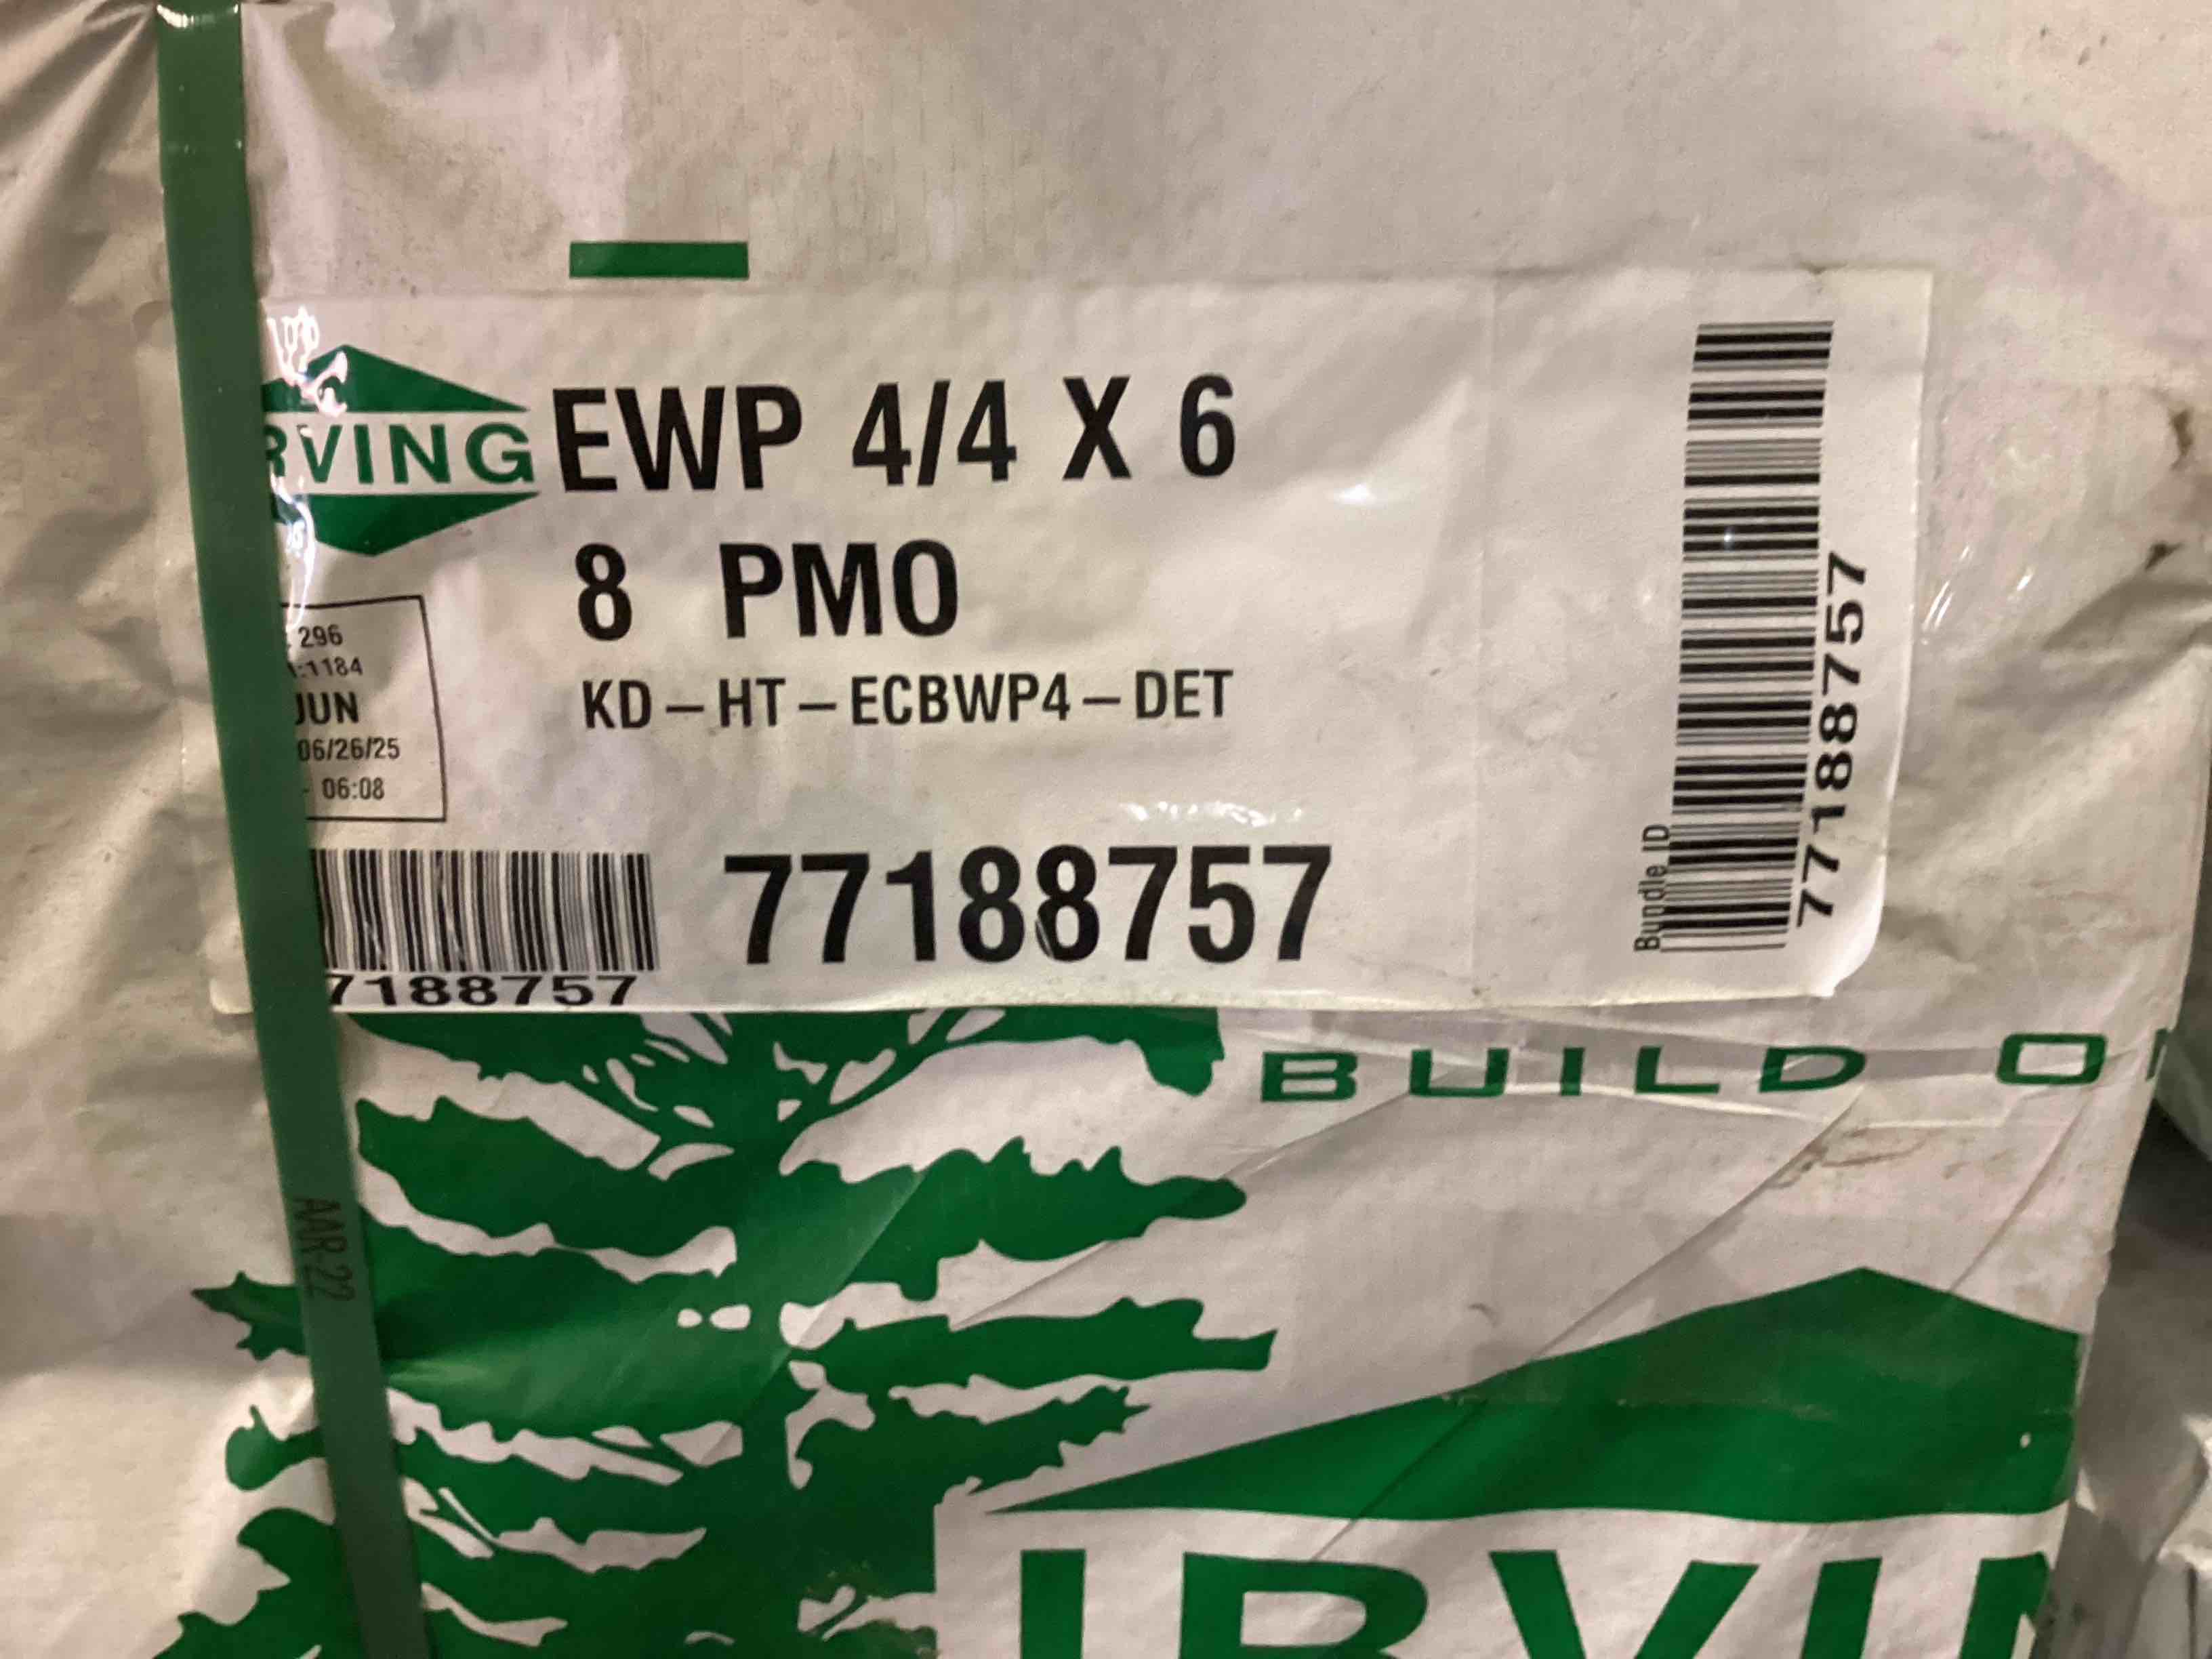 RVING
EWP 4/4 X 6
8 PMO
KD-HT-ECBWP4-DET
296
:1184
JUN
06/26/25
- 06:08
7188757
77188757
Bundle ID
77188757
BUILD O
AAR-22
IRVIN